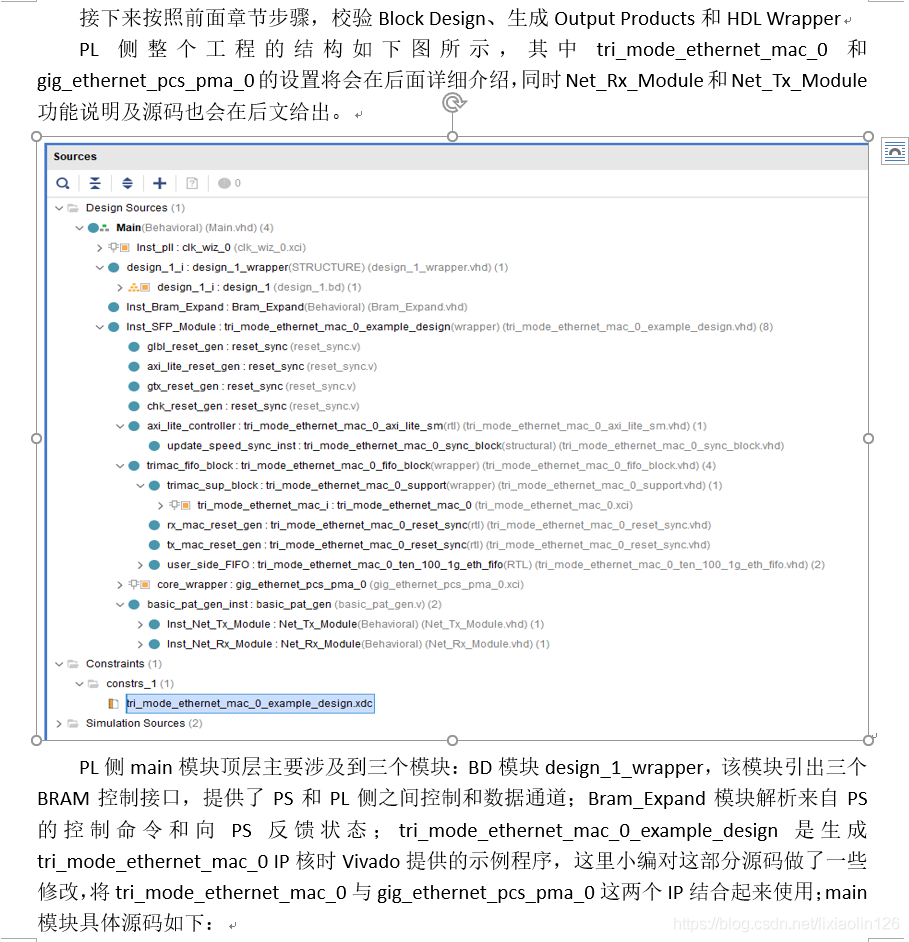 接下来按照前面章节步骤，校验 Block Design、生成 Output Products 和 HDL Wrapper
PL 侧整个工程的结构如下图所示，其中 tri_mode_ethernet_mac_0 和
gig_ethernet_pcs_pma_0 的设置将会在后面详细介绍，同时 Net_Rx_Module 和 Net_Tx_Module
功能说明及源码也会在后文给出。
Sources
0
Design Sources (1)
Main(Behavioral) (Main.vhd) (4)
Inst_pll : clk_wiz_0 (clk_wiz_0.xci)
design_1_i : design_1_wrapper(STRUCTURE) (design_1_wrapper.vhd) (1)
design_1_i : design_1 (design_1.bd) (1)
Inst_Bram_Expand : Bram_Expand(Behavioral) (Bram_Expand.vhd)
Inst_SFP_Module : tri_mode_ethernet_mac_0_example_design(wrapper) (tri_mode_ethernet_mac_0_example_design.vhd) (8)
glbl_reset_gen : reset_sync (reset_sync.v)
axi_lite_reset_gen : reset_sync (reset_sync.v)
gtx_reset_gen : reset_sync (reset_sync.v)
chk_reset_gen : reset_sync (reset_sync.v)
axi_lite_controller : tri_mode_ethernet_mac_0_axi_lite_sm(rtl) (tri_mode_ethernet_mac_0_axi_lite_sm.vhd) (1)
update_speed_sync_inst : tri_mode_ethernet_mac_0_sync_block(structural) (tri_mode_ethernet_mac_0_sync_block.vhd)
trimac_fifo_block : tri_mode_ethernet_mac_0_fifo_block(wrapper) (tri_mode_ethernet_mac_0_fifo_block.vhd) (4)
trimac_sup_block : tri_mode_ethernet_mac_0_support(wrapper) (tri_mode_ethernet_mac_0_support.vhd) (1)
tri_mode_ethernet_mac_i : tri_mode_ethernet_mac_0 (tri_mode_ethernet_mac_0.xci)
rx_mac_reset_gen : tri_mode_ethernet_mac_0_reset_sync(rtl) (tri_mode_ethernet_mac_0_reset_sync.vhd)
tx_mac_reset_gen : tri_mode_ethernet_mac_0_reset_sync(rtl) (tri_mode_ethernet_mac_0_reset_sync.vhd)
user_side_FIFO : tri_mode_ethernet_mac_0_ten_100_1g_eth_fifo(RTL) (tri_mode_ethernet_mac_0_ten_100_1g_eth_fifo.vhd) (2)
core_wrapper : gig_ethernet_pcs_pma_0 (gig_ethernet_pcs_pma_0.xci)
basic_pat_gen_inst : basic_pat_gen (basic_pat_gen.v) (2)
Inst_Net_Tx_Module : Net_Tx_Module(Behavioral) (Net_Tx_Module.vhd) (1)
Inst_Net_Rx_Module : Net_Rx_Module(Behavioral) (Net_Rx_Module.vhd) (1)
Constraints (1)
constrs_1 (1)
tri_mode_ethernet_mac_0_example_design.xdc
Simulation Sources (2)
PL 侧 main 模块顶层主要涉及到三个模块：BD 模块 design_1_wrapper，该模块引出三个
BRAM 控制接口，提供了 PS 和 PL 侧之间控制和数据通道；Bram_Expand 模块解析来自 PS
的控制命令和向 PS 反馈状态；tri_mode_ethernet_mac_0_example_design 是生成
tri_mode_ethernet_mac_0 IP 核时 Vivado 提供的示例程序，这里小编对这部分源码做了一些
修改，将 tri_mode_ethernet_mac_0 与 gig_ethernet_pcs_pma_0 这两个 IP 结合起来使用；main
模块具体源码如下：
https://blog.csdn.net/lixiaolin126